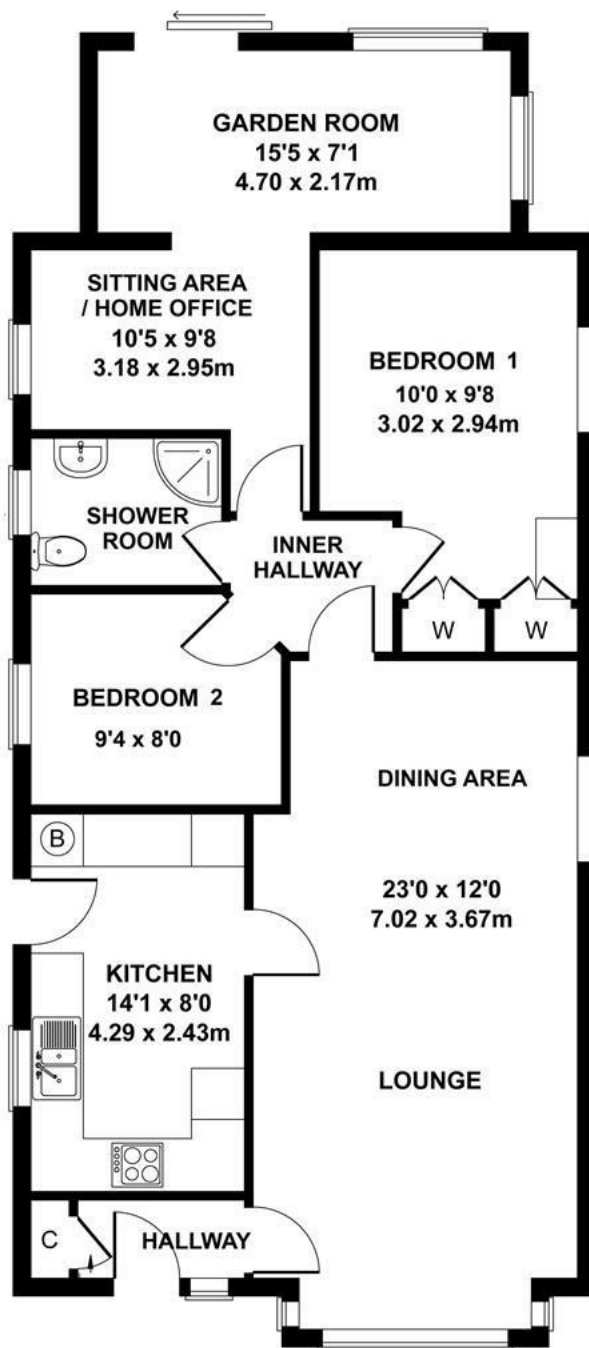 GARDEN ROOM
15'5 x 7'1
4.70 x 2.17m
SITTING AREA
/ HOME OFFICE
10'5 x 9'8
3.18 x 2.95m
BEDROOM 1
10'0 x 9'8
3.02 x 2.94m
SHOWER
ROOM
INNER
HALLWAY
W
W
BEDROOM 2
9'4 x 8'0
DINING AREA
23'0 x 12'0
7.02 x 3.67m
B
KITCHEN
14'1 x 8'0
4.29 x 2.43m
LOUNGE
C
HALLWAY